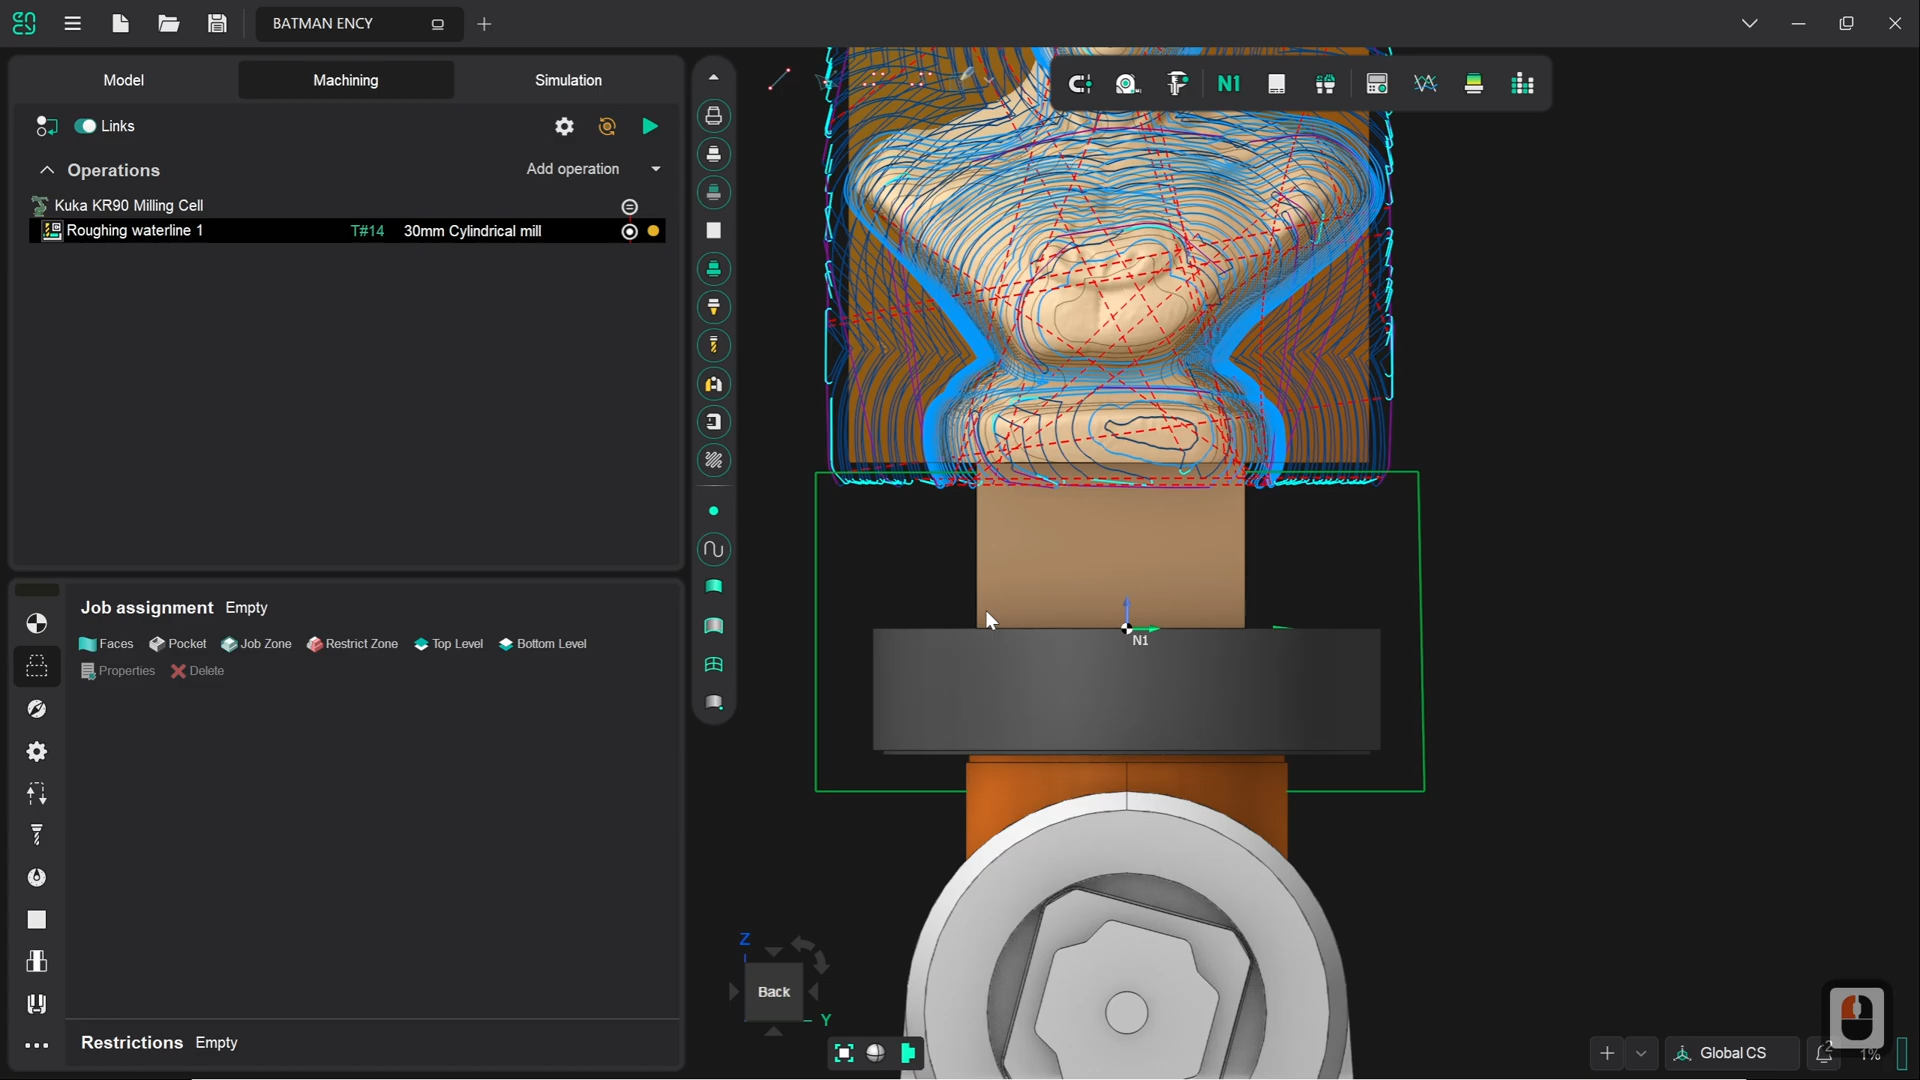 BATMAN ENCY
Model
Machining
Simulation
Links
Operations
Add operation
Kuka KR90 Milling Cell
Roughing waterline 1
T#14
30mm Cylindrical mill
N1
Job assignment
Empty
Faces
Pocket
Job Zone
Restrict Zone
Top Level
Bottom Level
Properties
Delete
N1
Z
Back
Y
Restrictions
Empty
Global CS
2
1%